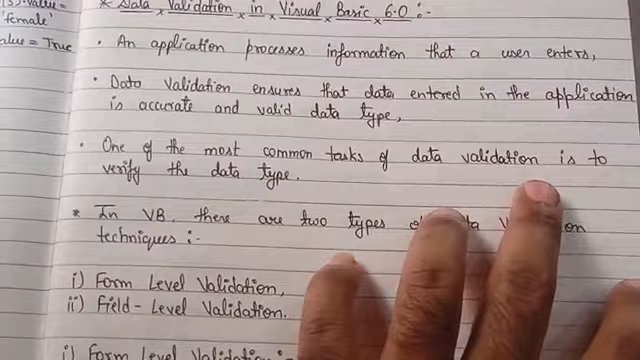 (3).Value =
'female'
alue = True
* Data Validation in Visual Basic 6.0 :-
• An application processes information that a user enters,
• Data Validation ensures that data entered in the application
is accurate and valid data type,
• One of the most common tasks of data validation is to
verify the data type.
* In VB, there are two types
techniques :-
i) Form Level Validation,
ii) Field-Level Validation.
i) Form Level Validation:-